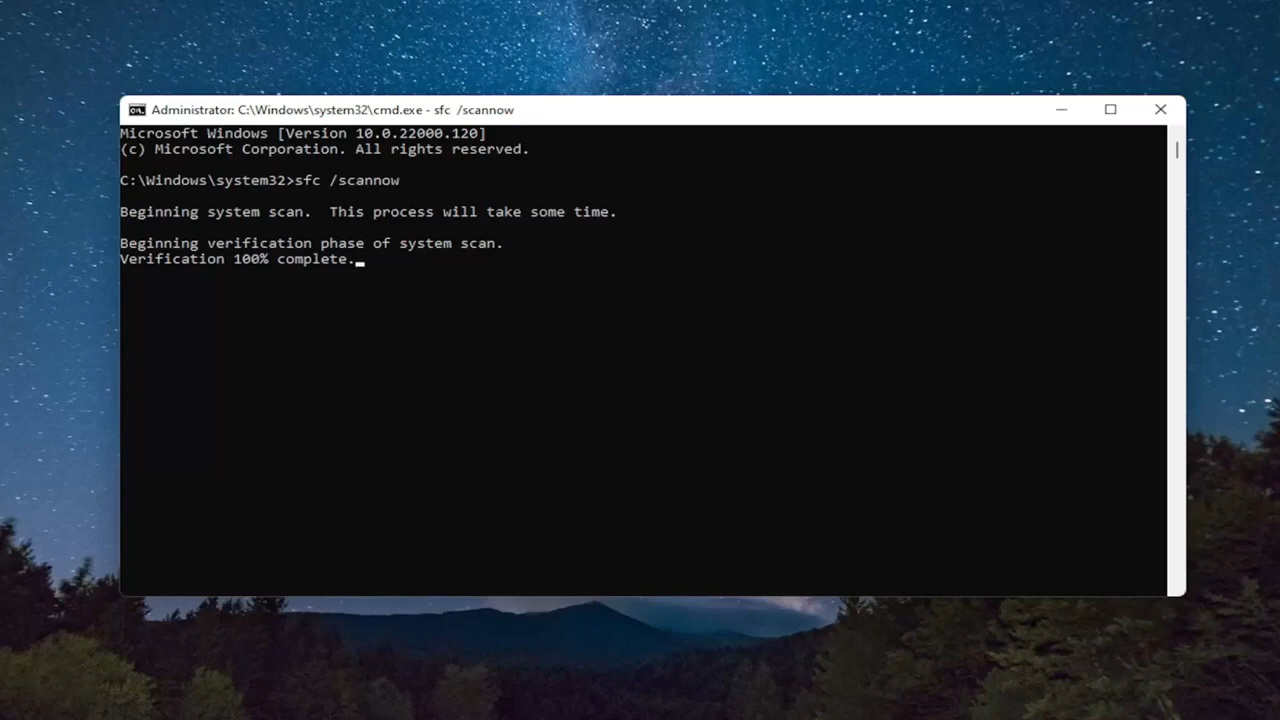 Administrator: C:\Windows\system32\cmd.exe - sfc /scannow
Microsoft Windows [Version 10.0.22000.120]
(c) Microsoft Corporation. All rights reserved.
C:\Windows\system32>sfc /scannow
Beginning system scan.  This process will take some time.
Beginning verification phase of system scan.
Verification 100% complete.